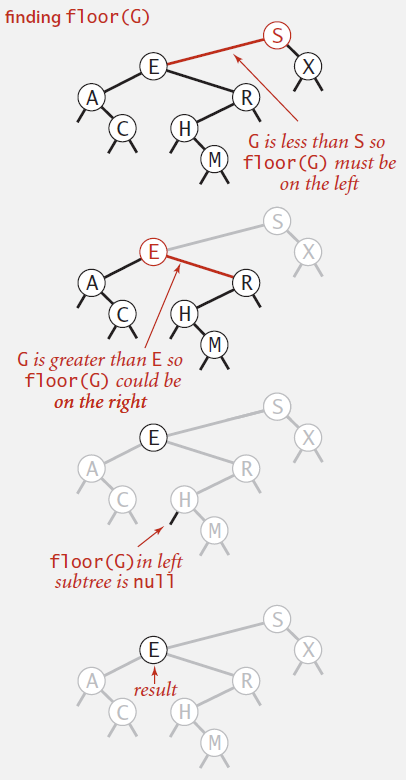 finding floor(G)
S
E
X
A
R
C
H
M
G is less than S so
floor(G) must be
on the left
S
E
X
A
R
C
H
M
G is greater than E so
floor(G) could be
on the right
S
E
X
A
R
C
H
M
floor(G)in left
subtree is null
S
E
X
A
R
result
C
H
M